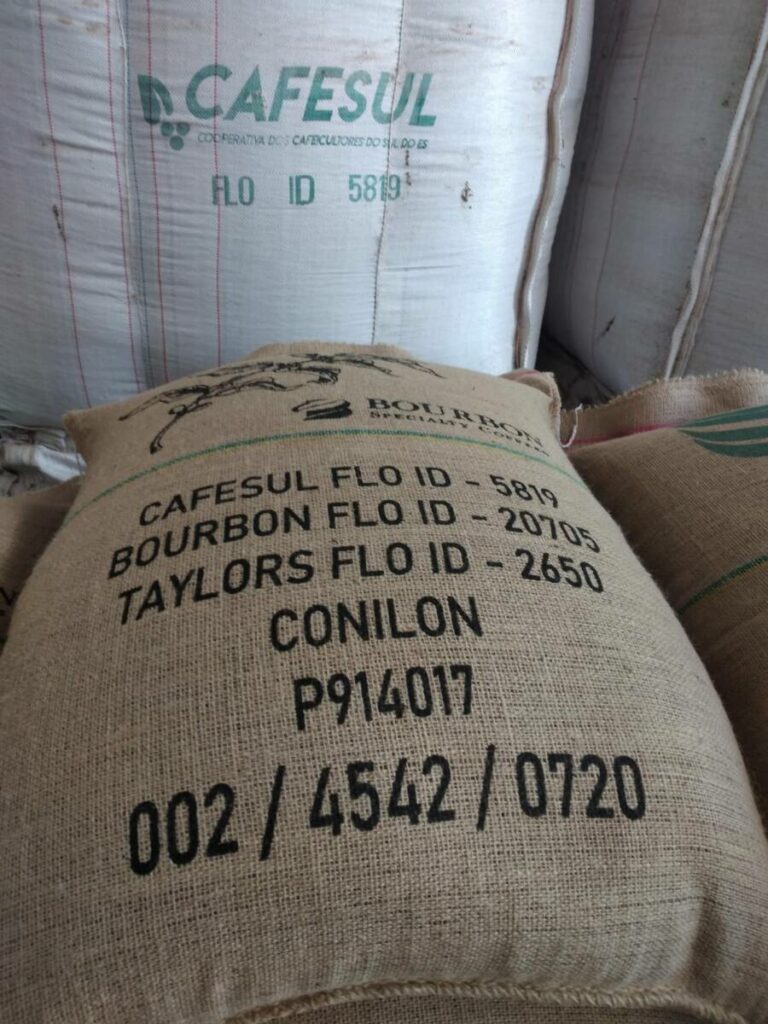 CAFESUL
COOPERATIVA DOS CAFEICULTORES DO SUL DO ES
FLO ID 5819
BOURBON
SPECIALTY COFFEES
CAFESUL FLO ID - 5819
BOURBON FLO ID - 20705
TAYLORS FLO ID - 2650
CONILON
P914017
002 / 4542 / 0720